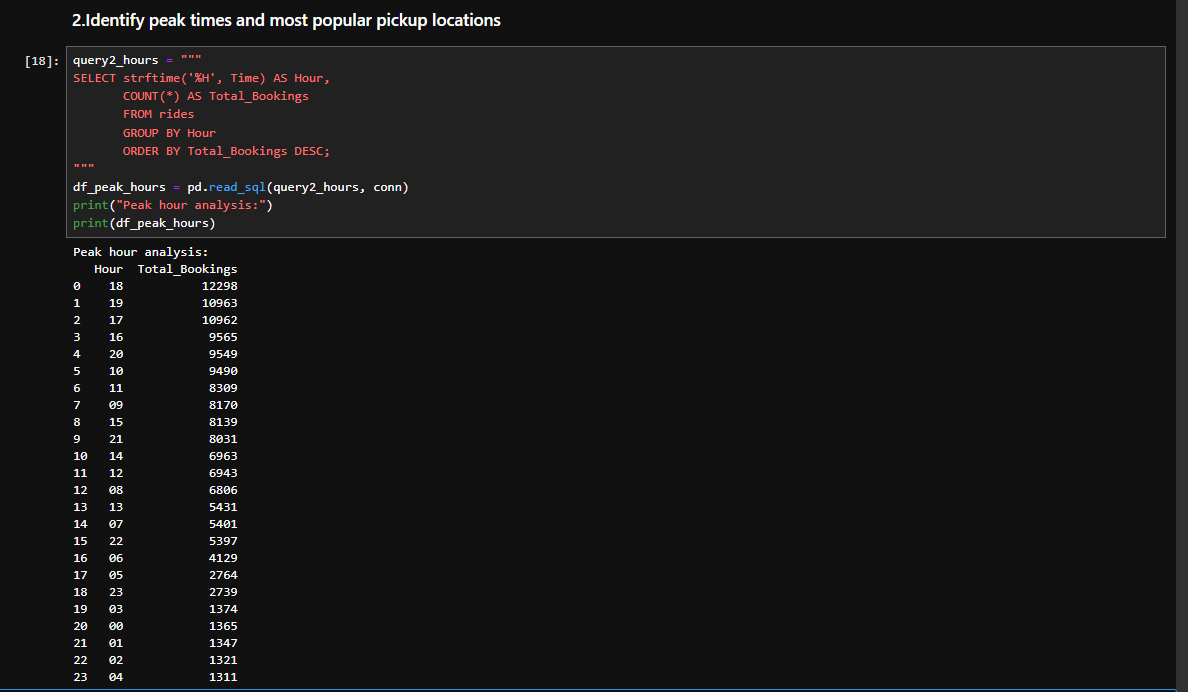 2.Identify peak times and most popular pickup locations
[18]:
query2_hours = """
SELECT strftime('%H', Time) AS Hour,
       COUNT(*) AS Total_Bookings
       FROM rides
       GROUP BY Hour
       ORDER BY Total_Bookings DESC;
"""
df_peak_hours = pd.read_sql(query2_hours, conn)
print("Peak hour analysis:")
print(df_peak_hours)
Peak hour analysis:
   Hour  Total_Bookings
0    18           12298
1    19           10963
2    17           10962
3    16            9565
4    20            9549
5    10            9490
6    11            8309
7    09            8170
8    15            8139
9    21            8031
10   14            6963
11   12            6943
12   08            6806
13   13            5431
14   07            5401
15   22            5397
16   06            4129
17   05            2764
18   23            2739
19   03            1374
20   00            1365
21   01            1347
22   02            1321
23   04            1311